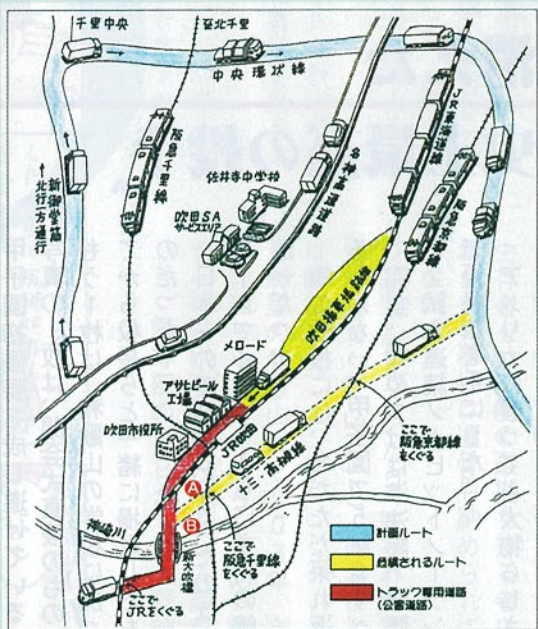 千里中央
至北千里
中央環状線
JR東海道線
阪急千里線
佐井寺中学校
名神高速道路
阪急京都線
新御堂筋
←北行一方通行
吹田SA
サービスエリア
吹田操車場跡地
メロード
アサヒビール
工場
吹田市役所
JR吹田
ここで
阪急京都線
をくぐる
十三・高槻線
A
B
神崎川
新大吹橋
ここで
阪急千里線
をくぐる
ここで
JRをくぐる
計画ルート
危惧されるルート
トラック専用道路
(公害道路)